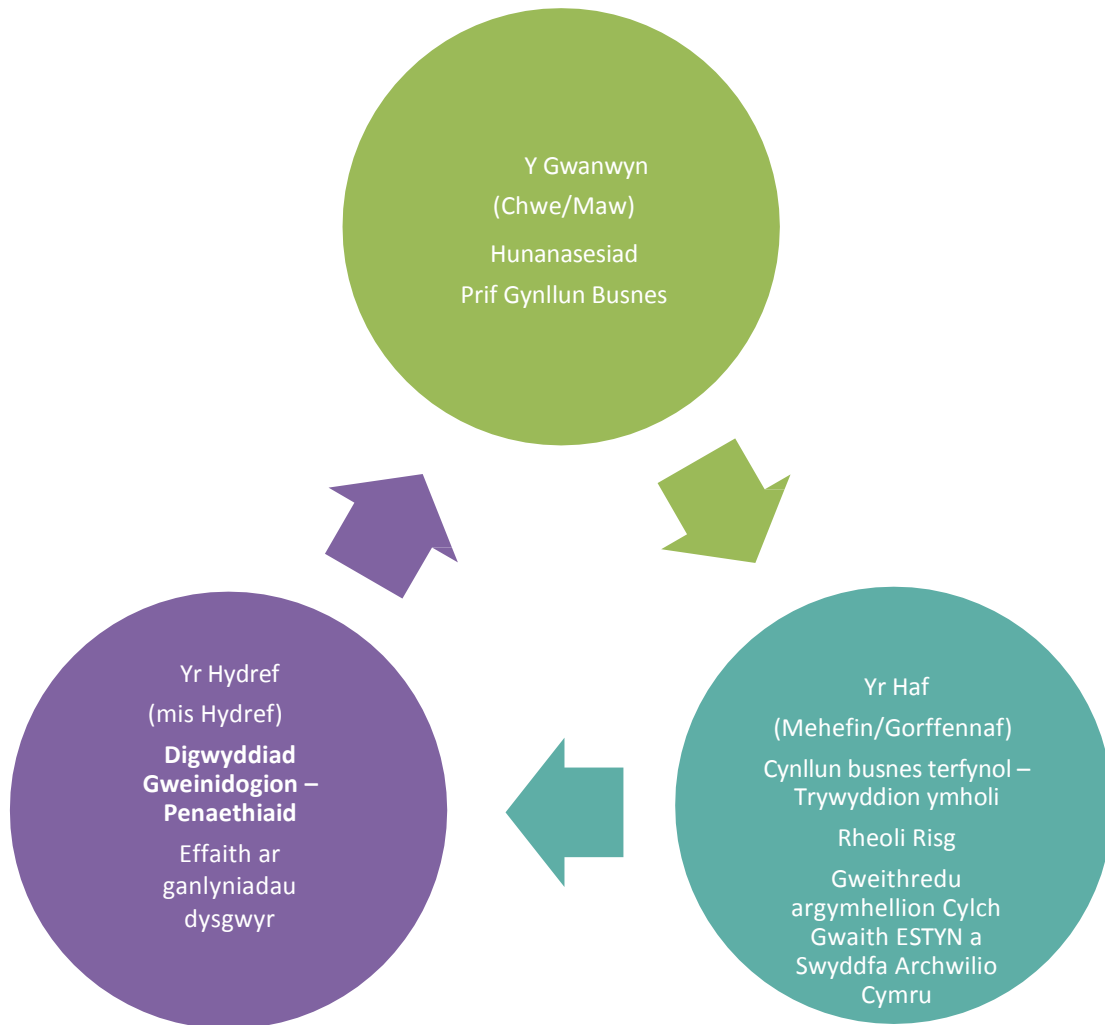 Y Gwanwyn
(Chwe/Maw)
Hunanasesiad
Prif Gynllun Busnes
Yr Haf
(Mehefin/Gorffennaf)
Cynllun busnes terfynol –
Trywyddion ymholi
Rheoli Risg
Gweithredu
argymhellion Cylch
Gwaith ESTYN a
Swyddfa Archwilio
Cymru
Yr Hydref
(mis Hydref)
Digwyddiad
Gweinidogion –
Penaethiaid
Effaith ar
ganlyniadau
dysgwyr